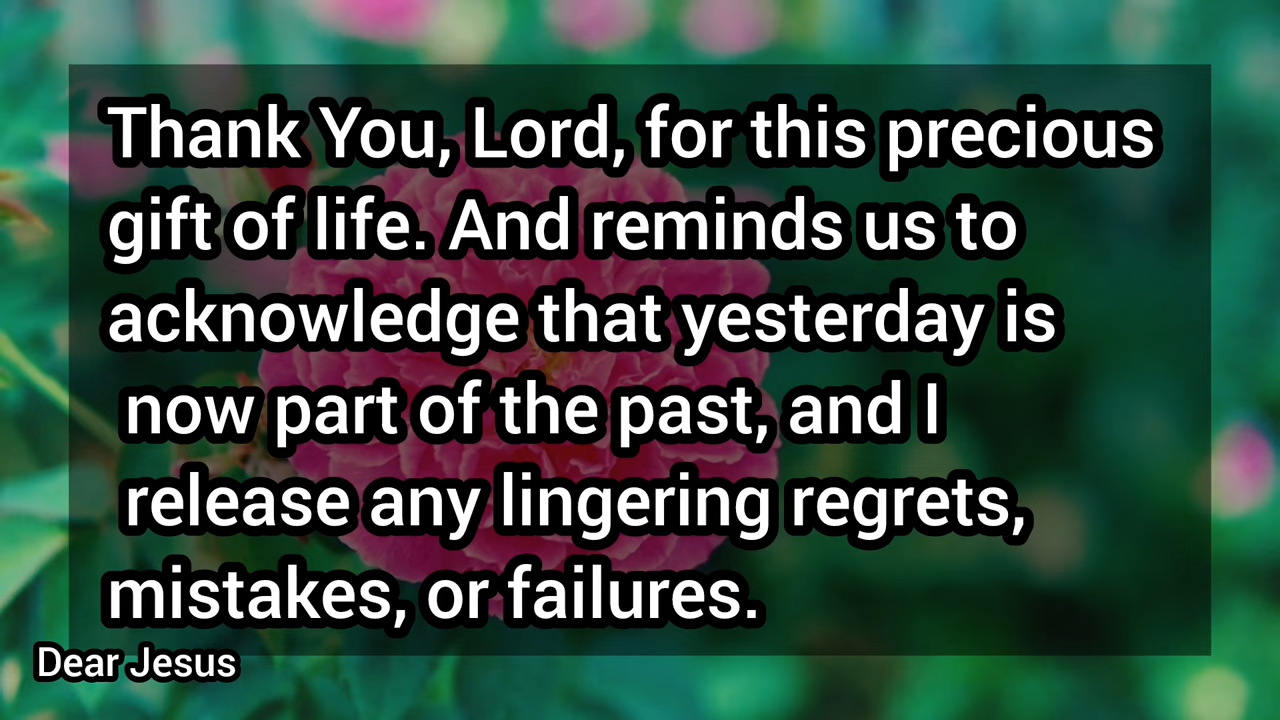 Thank You, Lord, for this precious
gift of life. And reminds us to
acknowledge that yesterday is
now part of the past, and I
release any lingering regrets,
mistakes, or failures.
Dear Jesus